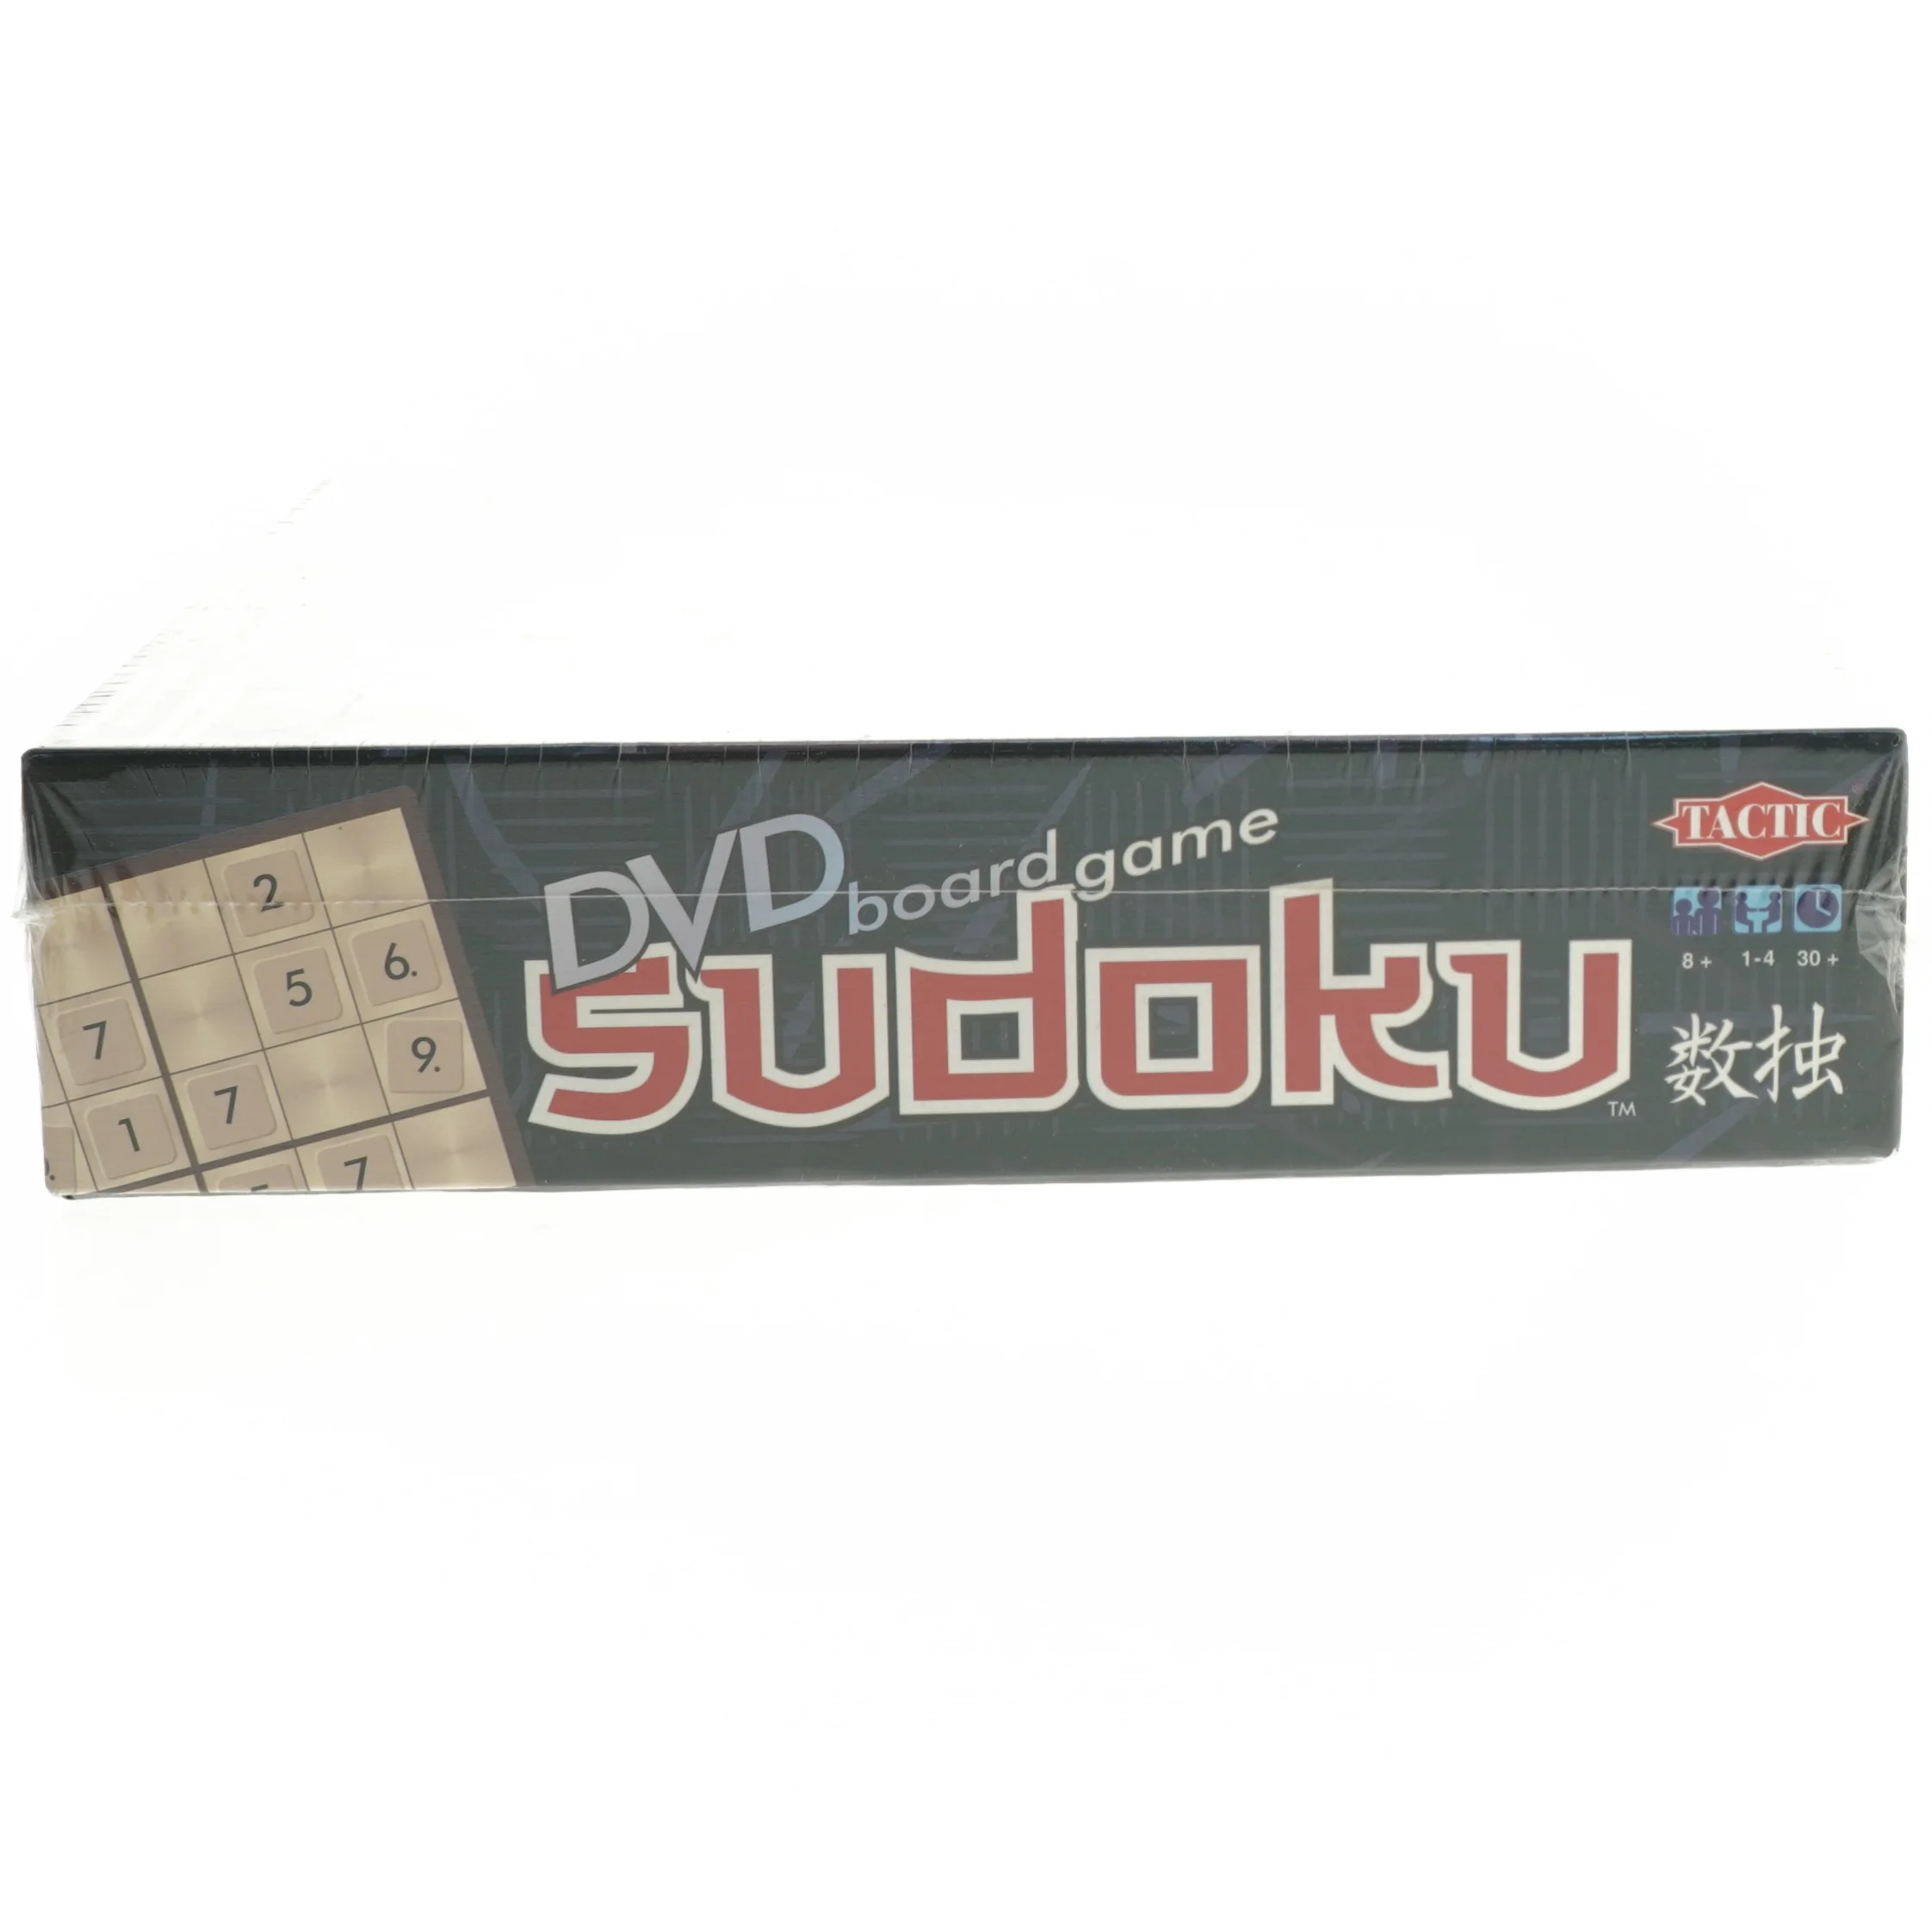 TACTIC
DVD board game
sudoku
TM
8 + 1-4 30 +
数独
2
5 6.
7
9.
1 7
7